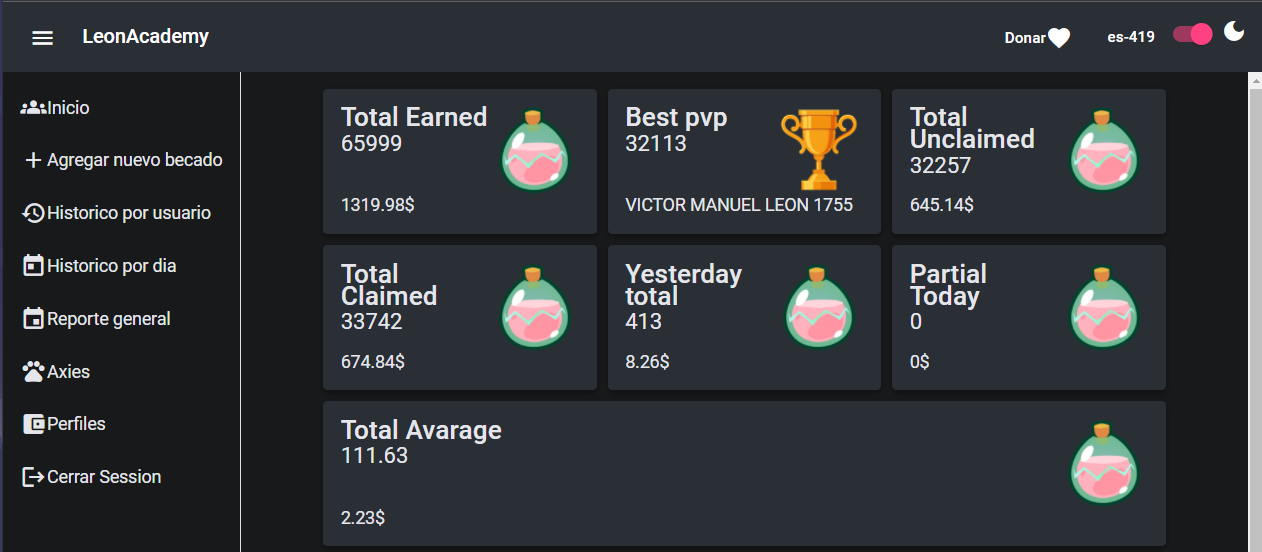 LeonAcademy
Donar
es-419
Inicio
Agregar nuevo becado
Historico por usuario
Historico por dia
Reporte general
Axies
Perfiles
Cerrar Session
Total Earned
65999
1319.98$
Best pvp
32113
VICTOR MANUEL LEON 1755
Total
Unclaimed
32257
645.14$
Total
Claimed
33742
674.84$
Yesterday
total
413
8.26$
Partial
Today
0
0$
Total Avarage
111.63
2.23$